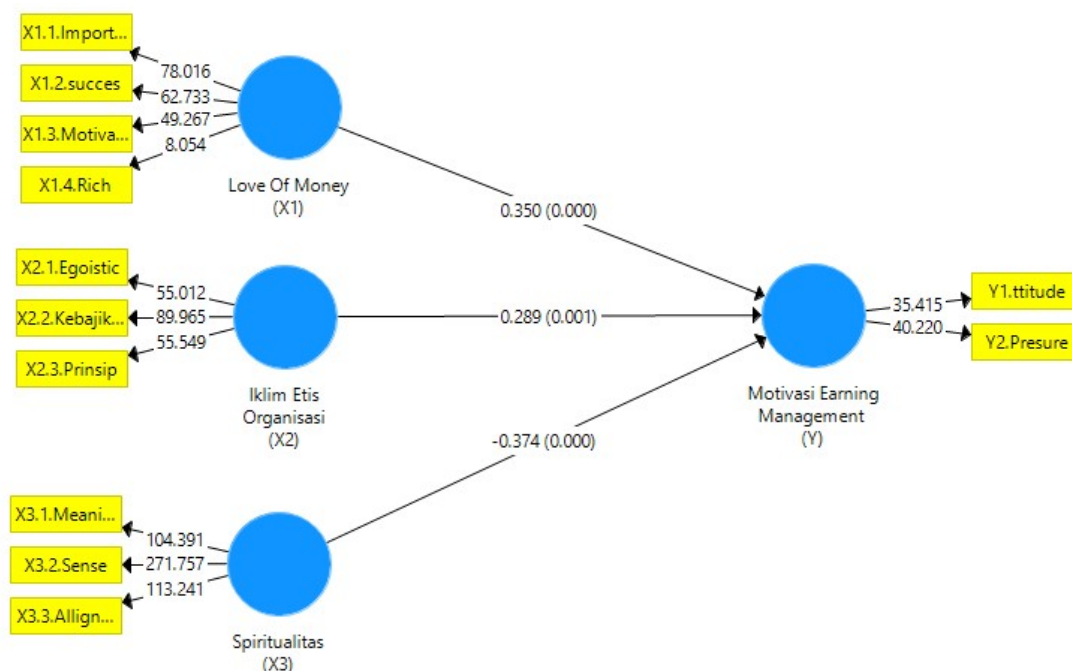 X1.1.Import...
78.016
X1.2.succes
62.733
49.267
X1.3.Motiva...
8.054
X1.4.Rich
Love Of Money
(X1)
0.350 (0.000)
X2.1.Egoistic
55.012
X2.2.Kebajik...
89.965
55.549
X2.3.Prinsip
0.289 (0.001)
35.415
Y1.ttitude
40.220
Y2.Presure
Iklim Etis
Organisasi
(X2)
Motivasi Earning
Management
(Y)
-0.374 (0.000)
X3.1.Meani...
104.391
X3.2.Sense
271.757
113.241
X3.3.Allign...
Spiritualitas
(X3)